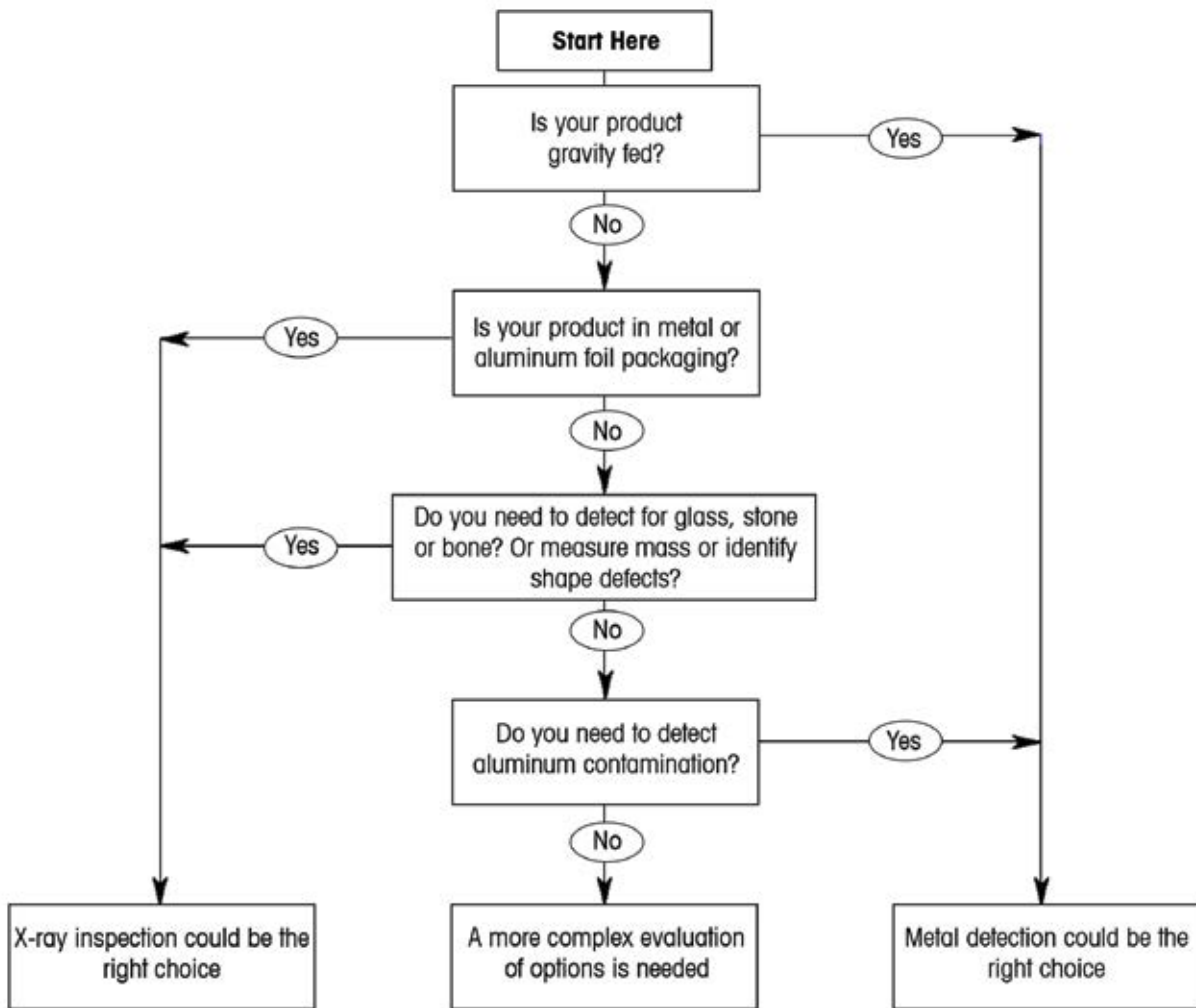 Start Here
Is your product
gravity fed?
Yes
No
Is your product in metal or
aluminum foil packaging?
Yes
No
Do you need to detect for glass, stone
or bone? Or measure mass or identify
shape defects?
Yes
No
Do you need to detect
aluminum contamination?
Yes
No
X-ray inspection could be the
right choice
A more complex evaluation
of options is needed
Metal detection could be the
right choice